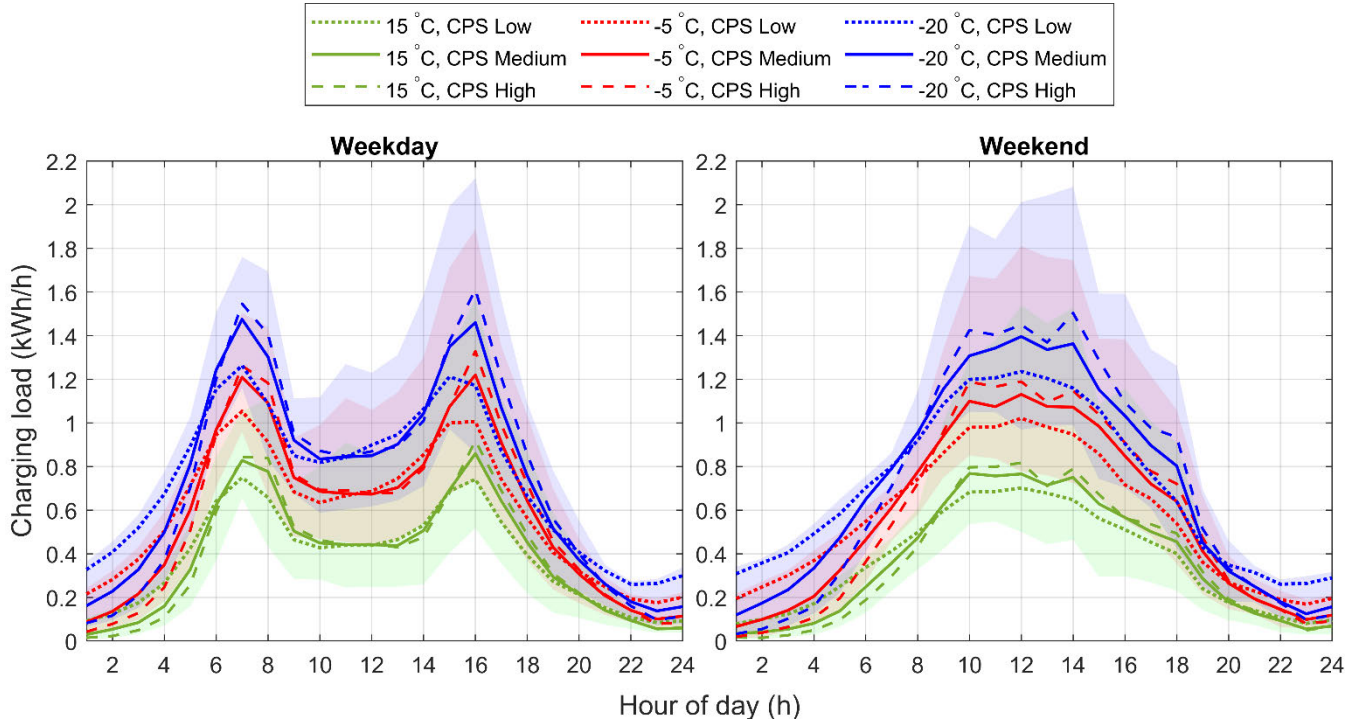 15 °C, CPS Low -5 °C, CPS Low -20 °C, CPS Low
15 °C, CPS Medium -5 °C, CPS Medium -20 °C, CPS Medium
15 °C, CPS High -5 °C, CPS High -20 °C, CPS High
Weekday Weekend
2.2 2.2
2 2
1.8 1.8
1.6 1.6
1.4 1.4
1.2 1.2
1 1
0.8 0.8
0.6 0.6
0.4 0.4
0.2 0.2
0 0
Charging load (kWh/h)
2 4 6 8 10 12 14 16 18 20 22 24 2 4 6 8 10 12 14 16 18 20 22 24
Hour of day (h)